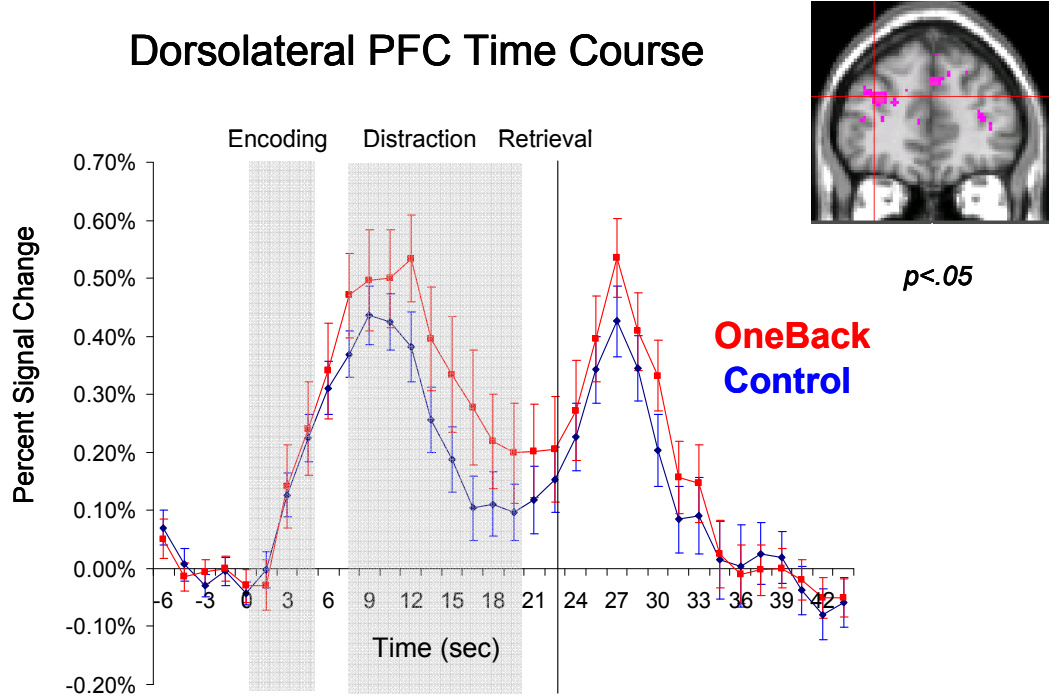 Dorsolateral PFC Time Course
Encoding Distraction Retrieval
Percent Signal Change
0.70%
0.60%
0.50%
0.40%
0.30%
0.20%
0.10%
0.00%
-0.10%
-0.20%
-6 -3 0 3 6 9 12 15 18 21 24 27 30 33 36 39 42
Time (sec)
p<.05
OneBack
Control